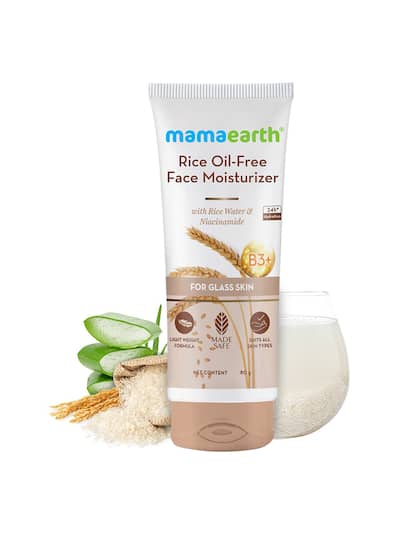 mamaearth®
Rice Oil-Free
Face Moisturizer
with Rice Water &
Niacinamide
24H*
Hydration
B3+
FOR GLASS SKIN
LIGHT WEIGHT
FORMULA
MADE
SAFE
SUITS ALL
SKIN TYPES
NET CONTENT 80 g